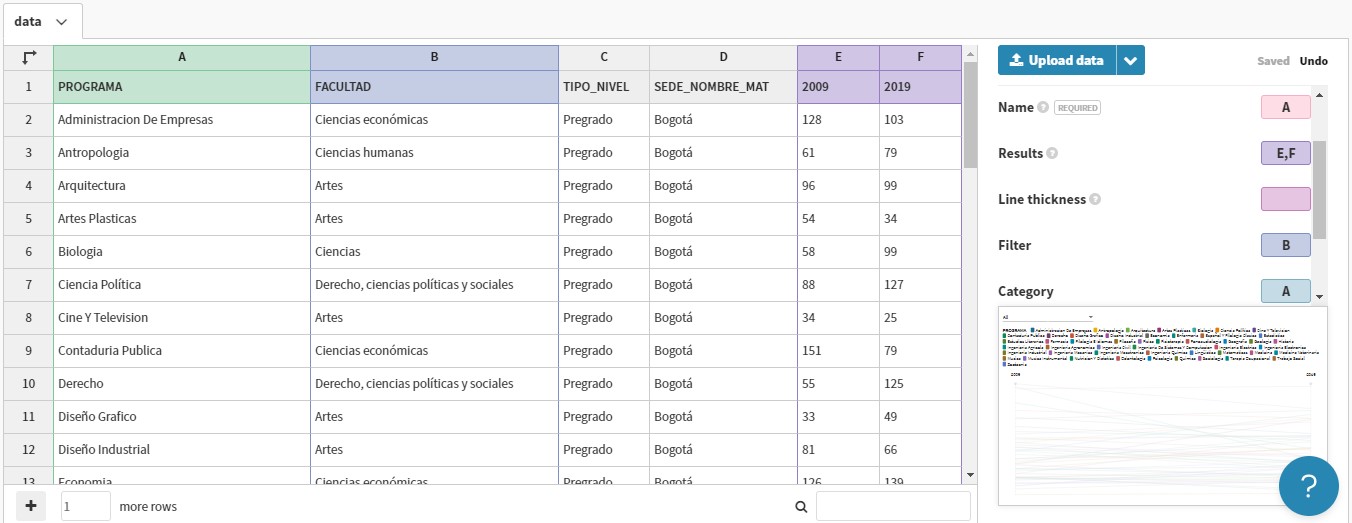 data
A B C D E F
1 PROGRAMA FACULTAD TIPO_NIVEL SEDE_NOMBRE_MAT 2009 2019
2 Administracion De Empresas Ciencias económicas Pregrado Bogotá 128 103
3 Antropologia Ciencias humanas Pregrado Bogotá 61 79
4 Arquitectura Artes Pregrado Bogotá 96 99
5 Artes Plasticas Artes Pregrado Bogotá 54 34
6 Biologia Ciencias Pregrado Bogotá 58 99
7 Ciencia Política Derecho, ciencias políticas y sociales Pregrado Bogotá 88 127
8 Cine Y Television Artes Pregrado Bogotá 34 25
9 Contaduria Publica Ciencias económicas Pregrado Bogotá 151 79
10 Derecho Derecho, ciencias políticas y sociales Pregrado Bogotá 55 125
11 Diseño Grafico Artes Pregrado Bogotá 33 49
12 Diseño Industrial Artes Pregrado Bogotá 81 66
13 Economia Ciencias económicas Pregrado Bogotá 126 139
+ 1 more rows
Upload data
Saved Undo
Name ? REQUIRED A
Results ? E,F
Line thickness ?
Filter B
Category A
All
PROGRAMA
2009 2019
?